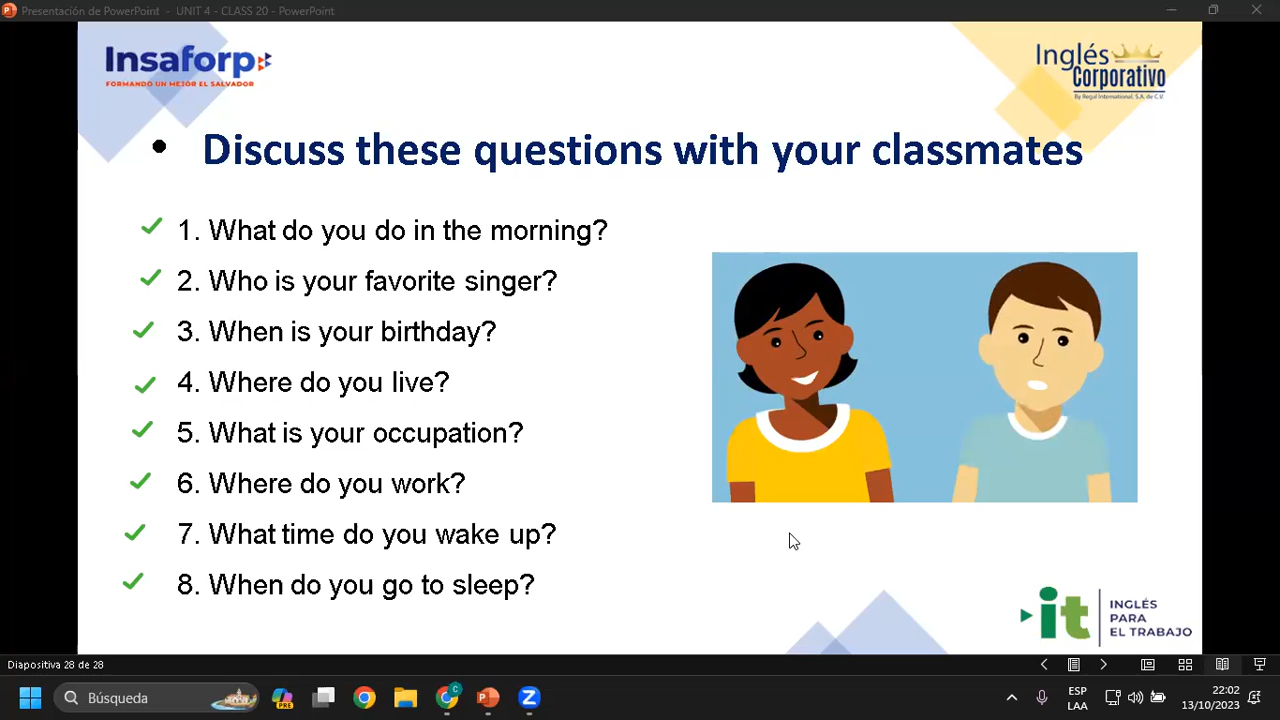 Presentación de PowerPoint - UNIT 4 - CLASS 20 - PowerPoint
Insaforp
FORMANDO UN MEJOR EL SALVADOR
Inglés
Corporativo
By Regal International, S.A. de C.V.
• Discuss these questions with your classmates
1. What do you do in the morning?
2. Who is your favorite singer?
3. When is your birthday?
4. Where do you live?
5. What is your occupation?
6. Where do you work?
7. What time do you wake up?
8. When do you go to sleep?
it INGLÉS
PARA
EL TRABAJO
Diapositiva 28 de 28
Búsqueda
PRE
C
ESP
LAA
22:02
13/10/2023